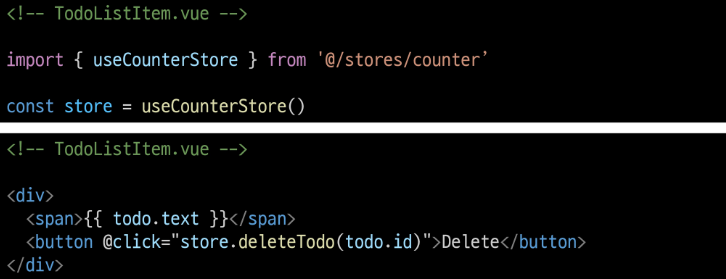 <!-- TodoListItem.vue -->
import { useCounterStore } from '@/stores/counter’
const store = useCounterStore()
<!-- TodoListItem.vue -->
<div>
<span>{{ todo.text }}</span>
<button @click="store.deleteTodo(todo.id)">Delete</button>
</div>